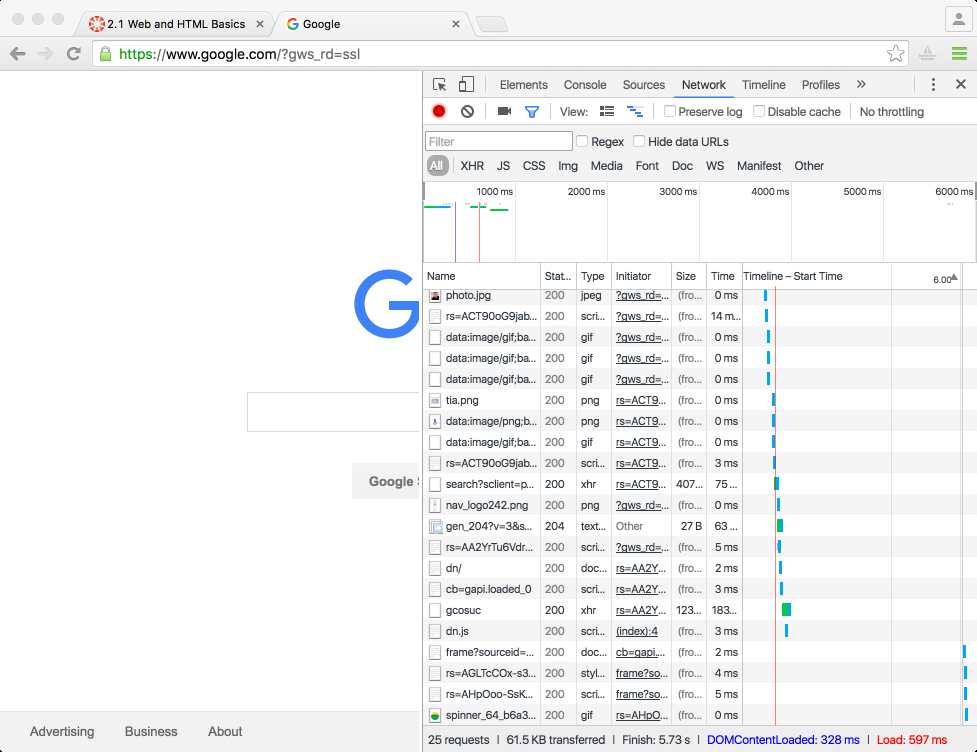 2.1 Web and HTML Basics × Google ×
https://www.google.com/?gws_rd=ssl
Elements Console Sources Network Timeline Profiles »
View: Preserve log Disable cache No throttling
Filter Regex Hide data URLs
All XHR JS CSS Img Media Font Doc WS Manifest Other
1000 ms 2000 ms 3000 ms 4000 ms 5000 ms 6000 ms
Name Stat... Type Initiator Size Time Timeline – Start Time 6.00
photo.jpg 200 jpeg ?gws_rd=... (fro... 0 ms
rs=ACT90oG9jab... 200 scri... ?gws_rd=... (fro... 14 m...
data:image/gif;ba... 200 gif ?gws_rd=... (fro... 0 ms
data:image/gif;ba... 200 gif ?gws_rd=... (fro... 0 ms
data:image/gif;ba... 200 gif ?gws_rd=... (fro... 0 ms
tia.png 200 png rs=ACT9... (fro... 0 ms
data:image/png;b... 200 png rs=ACT9... (fro... 0 ms
data:image/gif;ba... 200 gif rs=ACT9... (fro... 0 ms
rs=ACT90oG9jab... 200 scri... rs=ACT9... (fro... 3 ms
search?sclient=p... 200 xhr rs=ACT9... 407... 75 ...
nav_logo242.png 200 png ?gws_rd=... (fro... 0 ms
gen_204?v=3&s... 204 text... Other 27 B 63 ...
rs=AA2YrTu6Vdr... 200 scri... ?gws_rd=... (fro... 5 ms
dn/ 200 doc... rs=AA2Y... (fro... 2 ms
cb=gapi.loaded_0 200 scri... rs=AA2Y... (fro... 3 ms
gcosuc 200 xhr rs=AA2Y... 123... 183...
dn.js 200 scri... (index):4 (fro... 3 ms
frame?sourceid=... 200 doc... cb=gapi.... (fro... 2 ms
rs=AGLTcCOx-s3... 200 styl... frame?so... (fro... 4 ms
rs=AHpOoo-SsK... 200 scri... frame?so... (fro... 5 ms
spinner_64_b6a3... 200 gif rs=AHpO... (fro... 0 ms
25 requests | 61.5 KB transferred | Finish: 5.73 s | DOMContentLoaded: 328 ms | Load: 597 ms
G
Google S
Advertising Business About